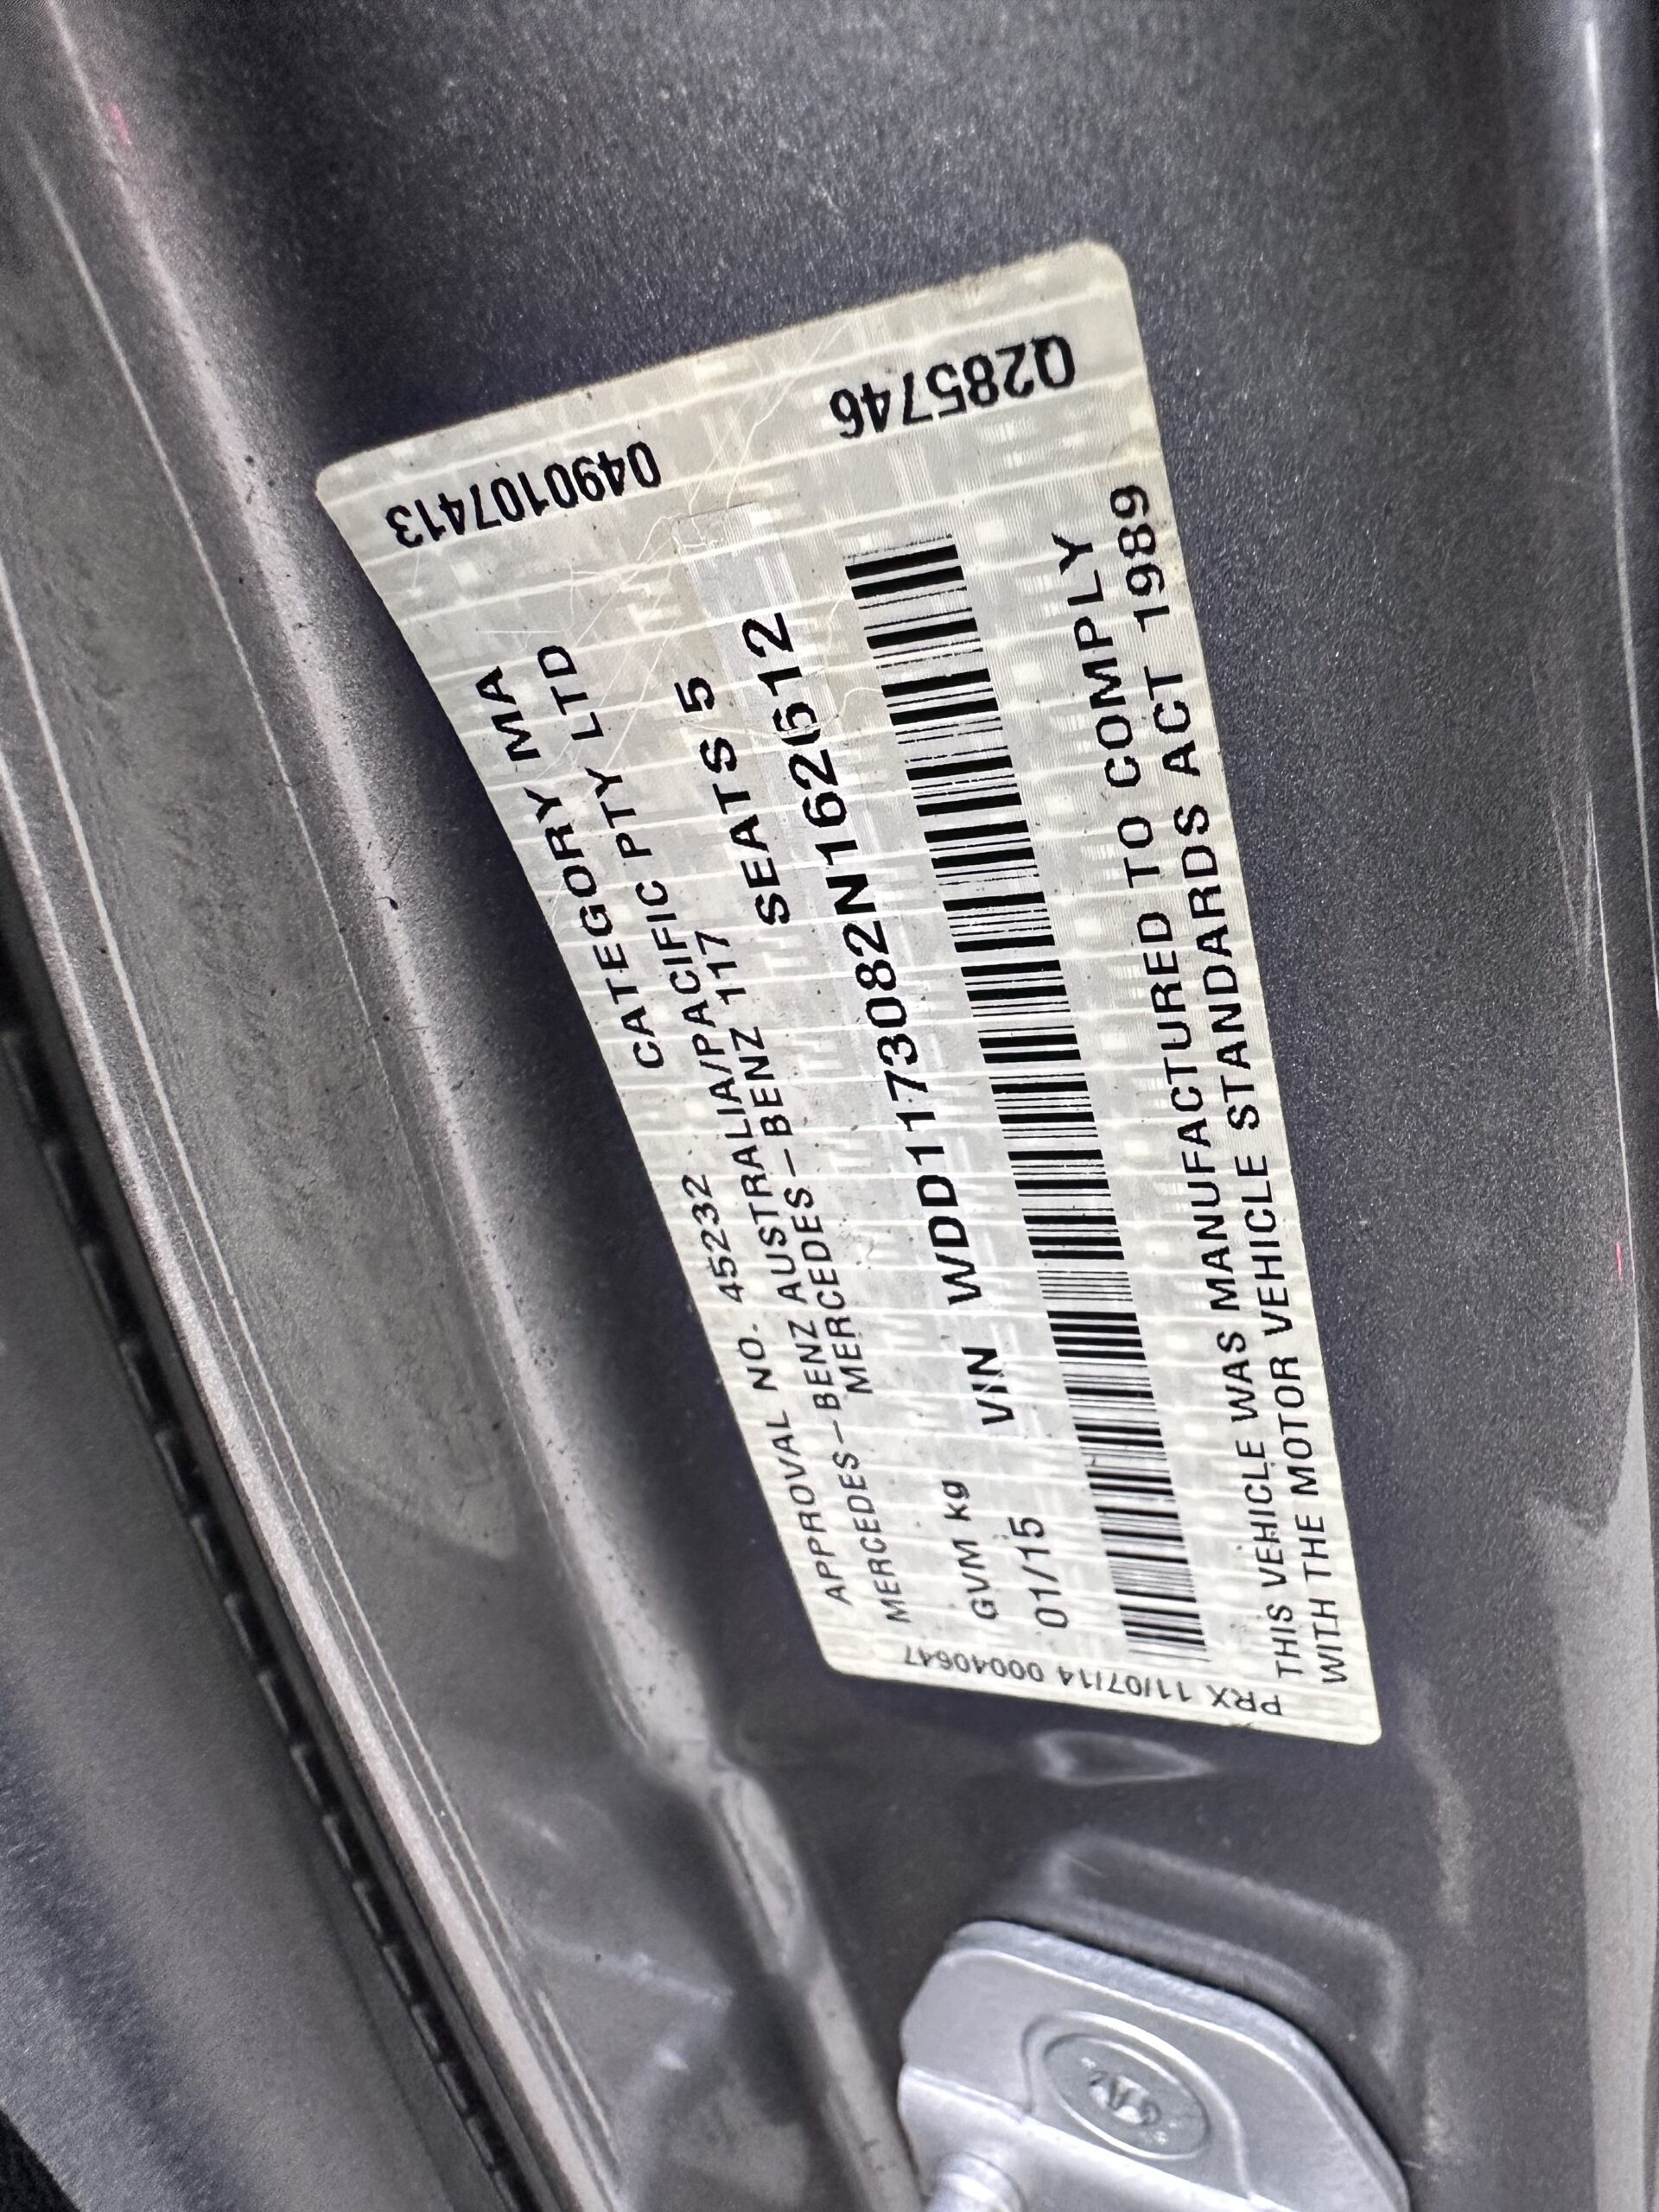 APPROVAL NO. 45232 CATEGORY MA
MERCEDES-BENZ AUSTRALIA/PACIFIC PTY LTD
MERCEDES-BENZ 117
GVM kg SEATS 5
01/15 VIN WDD1173082N162612
THIS VEHICLE WAS MANUFACTURED TO COMPLY
WITH THE MOTOR VEHICLE STANDARDS ACT 1989
PRX 11/07/14 00040647
0490107413
Q285746